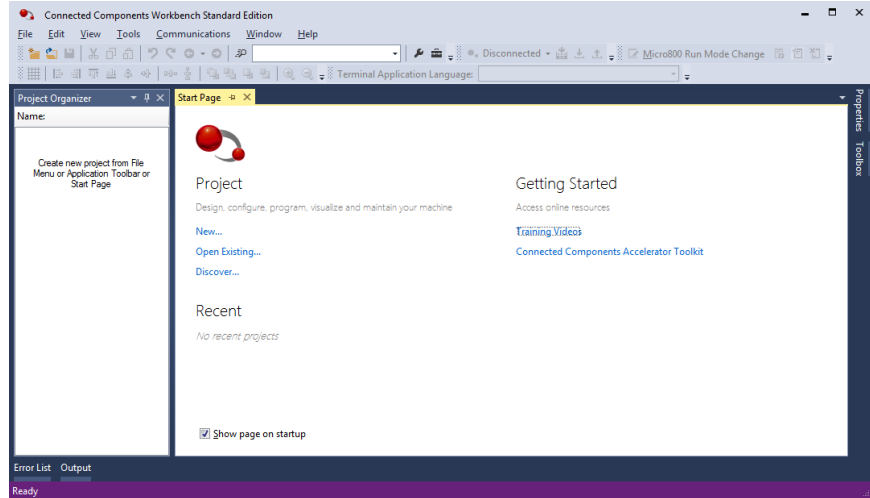 Connected Components Workbench Standard Edition
File Edit View Tools Communications Window Help
Disconnected Micro800 Run Mode Change
Terminal Application Language:
Project Organizer
Start Page
Name:
Create new project from File
Menu or Application Toolbar or
Start Page
Project
Design, configure, program, visualize and maintain your machine
New...
Open Existing...
Discover...
Recent
No recent projects
Getting Started
Access online resources
Training Videos
Connected Components Accelerator Toolkit
Show page on startup
Properties
Toolbox
Error List Output
Ready